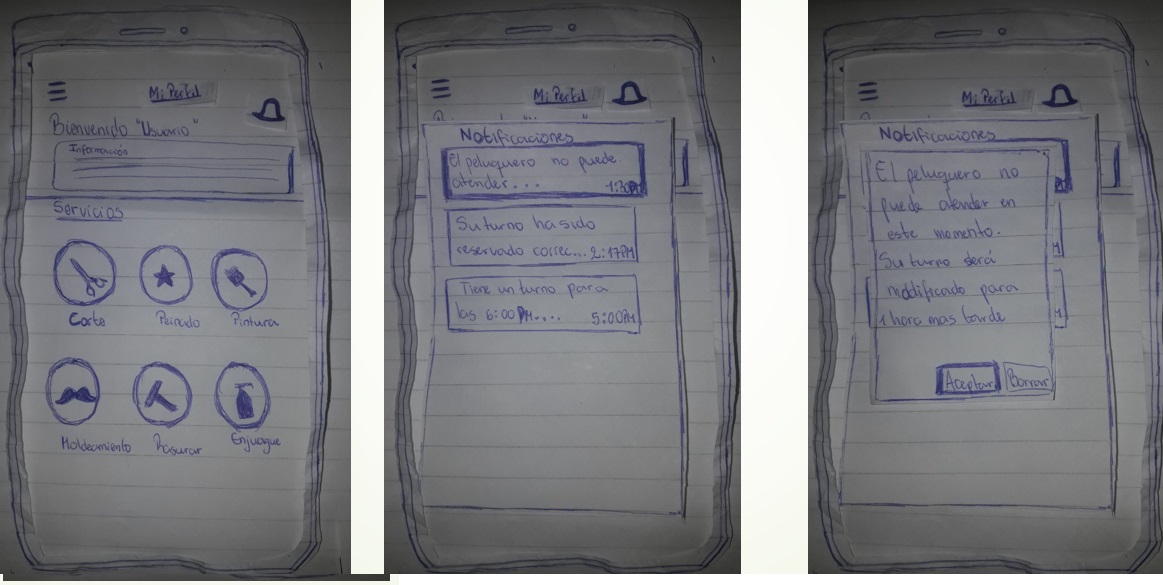 Mi Perfil
Bienvenido "Usuario"
Información
Servicios
Corte Peinado Pintura
Moldeamiento Rasurar Enjuague
Mi Perfil
Notificaciones
El peluquero no puede
atender... 1:30PM
Su turno ha sido
reservado correc... 2:17PM
Tiene un turno para
las 6:00 PM.... 5:00PM
Mi Perfil
Notificaciones
El peluquero no
puede atender en
este momento.
Su turno será
modificado para
1 hora mas tarde
Aceptar Borrar